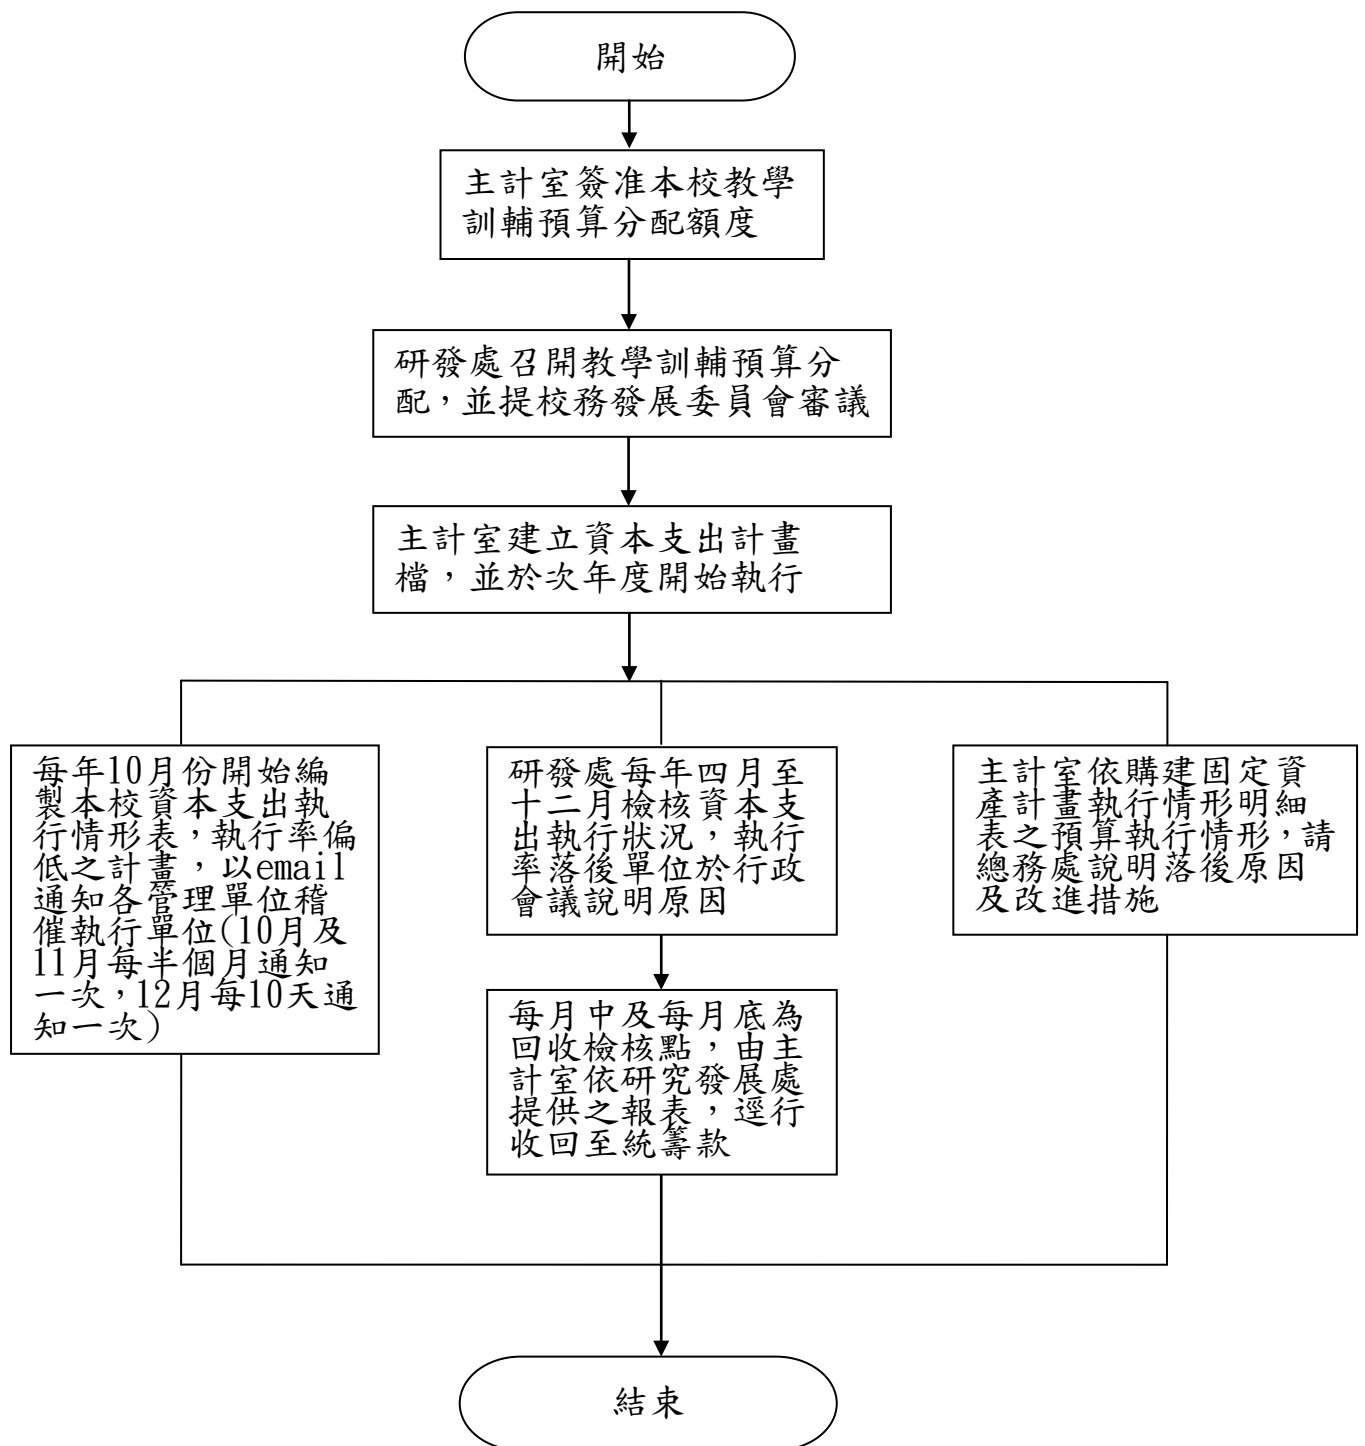 開始
主計室簽准本校教學
訓輔預算分配額度
研發處召開教學訓輔預算分
配，並提校務發展委員會審議
主計室建立資本支出計畫
檔，並於次年度開始執行
每年10月份開始編
製本校資本支出執
行情形表，執行率偏
低之計畫，以email
通知各管理單位稽
催執行單位(10月及
11月每半個月通知
一次，12月每10天通
知一次)
研發處每年四月至
十二月檢核資本支
出執行狀況，執行
率落後單位於行政
會議說明原因
每月中及每月底為
回收檢核點，由主
計室依研究發展處
提供之報表，逕行
收回至統籌款
主計室依購建固定資
產計畫執行情形明細
表之預算執行情形，請
總務處說明落後原因
及改進措施
結束